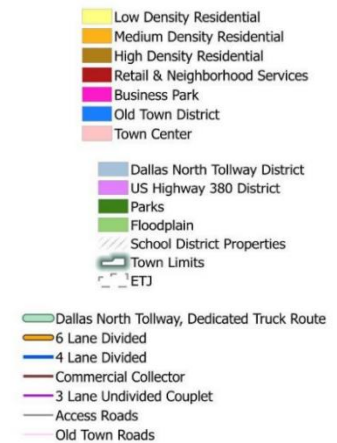 Low Density Residential
Medium Density Residential
High Density Residential
Retail & Neighborhood Services
Business Park
Old Town District
Town Center
Dallas North Tollway District
US Highway 380 District
Parks
Floodplain
School District Properties
Town Limits
ETJ
Dallas North Tollway, Dedicated Truck Route
6 Lane Divided
4 Lane Divided
Commercial Collector
3 Lane Undivided Couplet
Access Roads
Old Town Roads